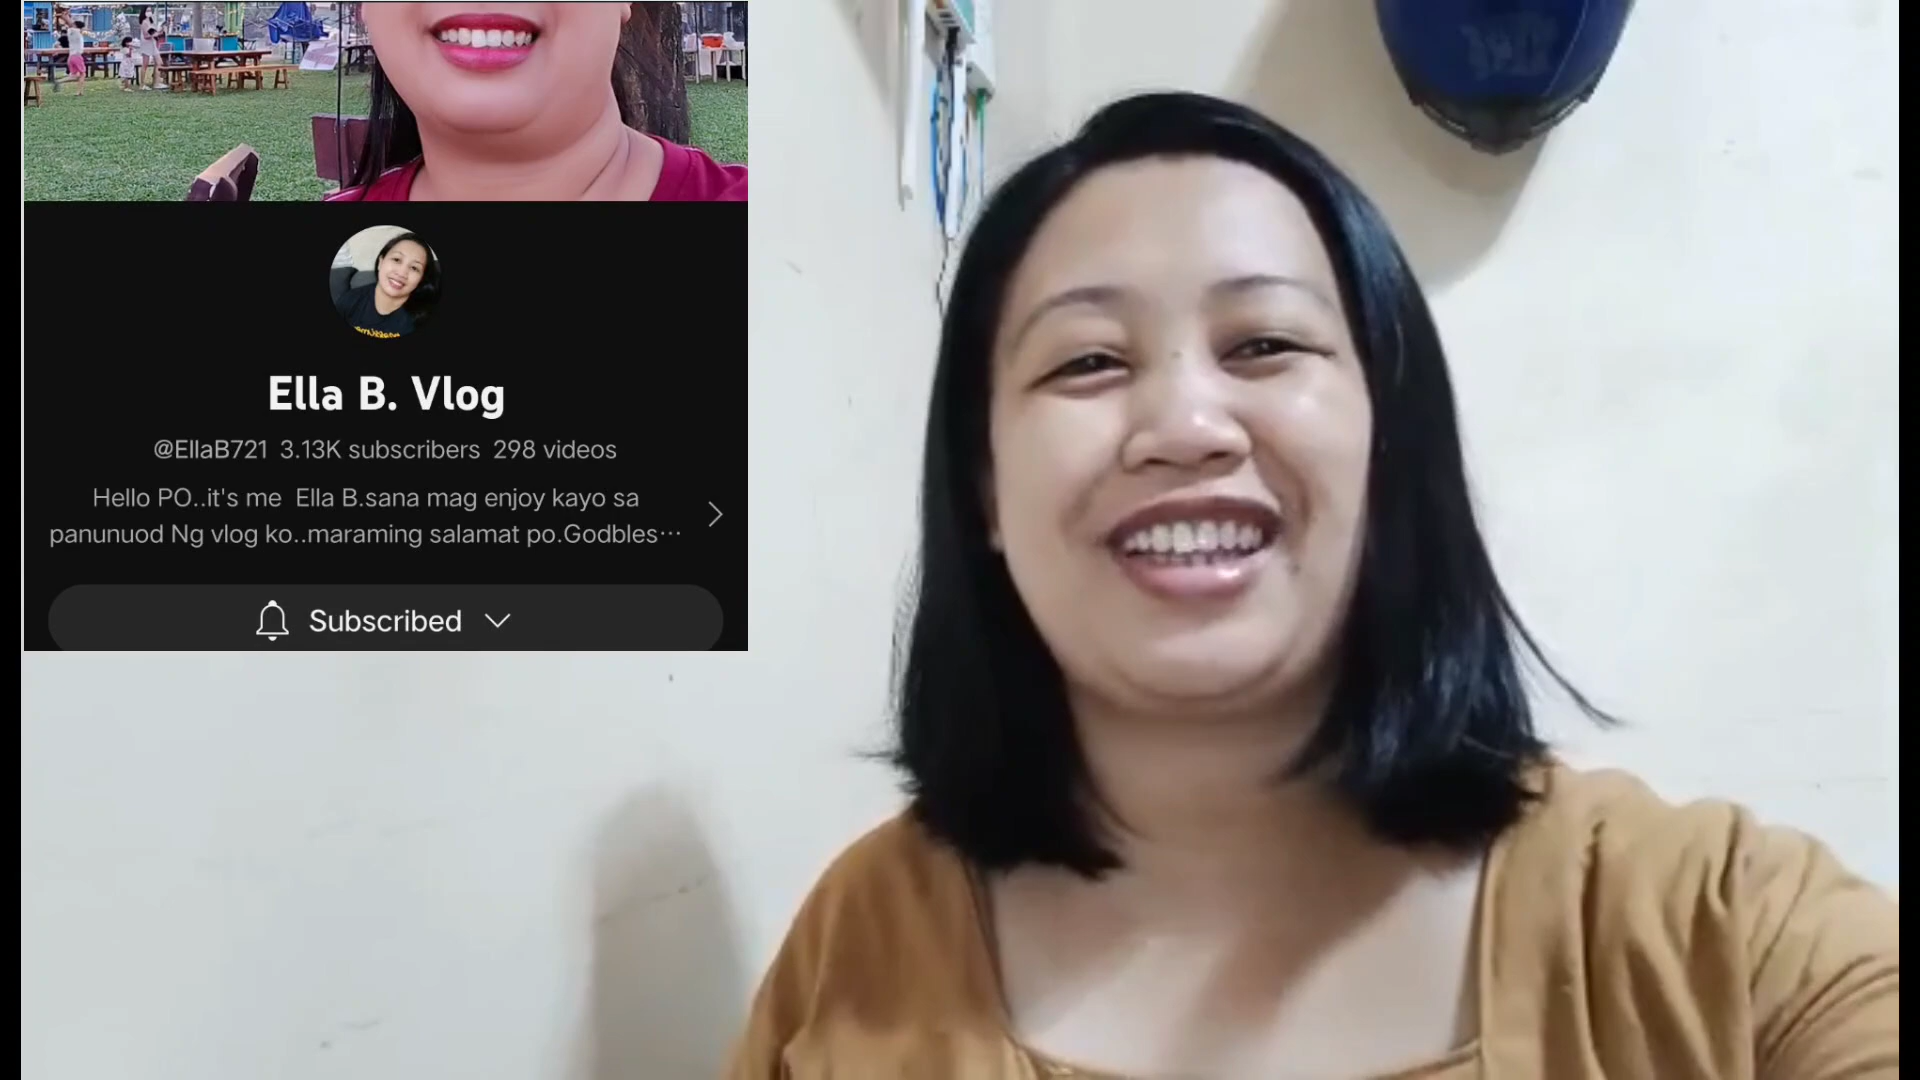 Ella B. Vlog
@EllaB721 3.13K subscribers 298 videos
Hello PO..it's me Ella B.sana mag enjoy kayo sa
panunuod Ng vlog ko..maraming salamat po.Godbles…
Subscribed